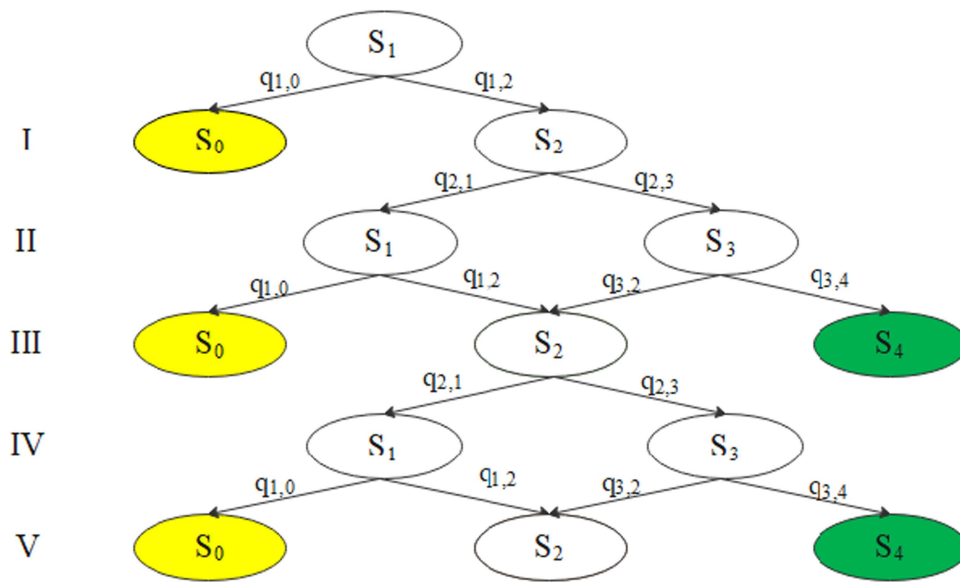 S1
q1,0 q1,2
I S0 S2
q2,1 q2,3
II S1 S3
q1,0 q1,2 q3,2 q3,4
III S0 S2 S4
q2,1 q2,3
IV S1 S3
q1,0 q1,2 q3,2 q3,4
V S0 S2 S4